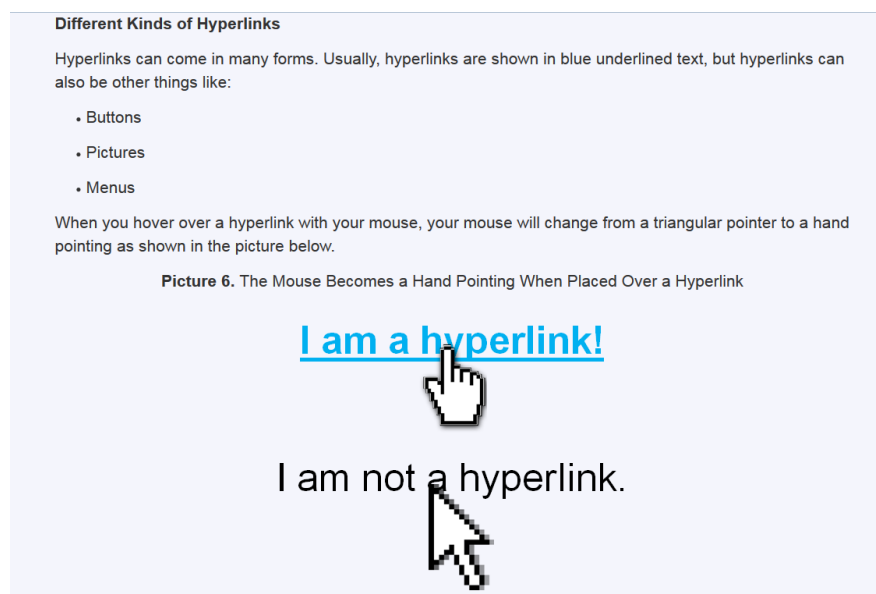 Different Kinds of Hyperlinks
Hyperlinks can come in many forms. Usually, hyperlinks are shown in blue underlined text, but hyperlinks can
also be other things like:
• Buttons
• Pictures
• Menus
When you hover over a hyperlink with your mouse, your mouse will change from a triangular pointer to a hand
pointing as shown in the picture below.
Picture 6. The Mouse Becomes a Hand Pointing When Placed Over a Hyperlink
I am a hyperlink!
I am not a hyperlink.